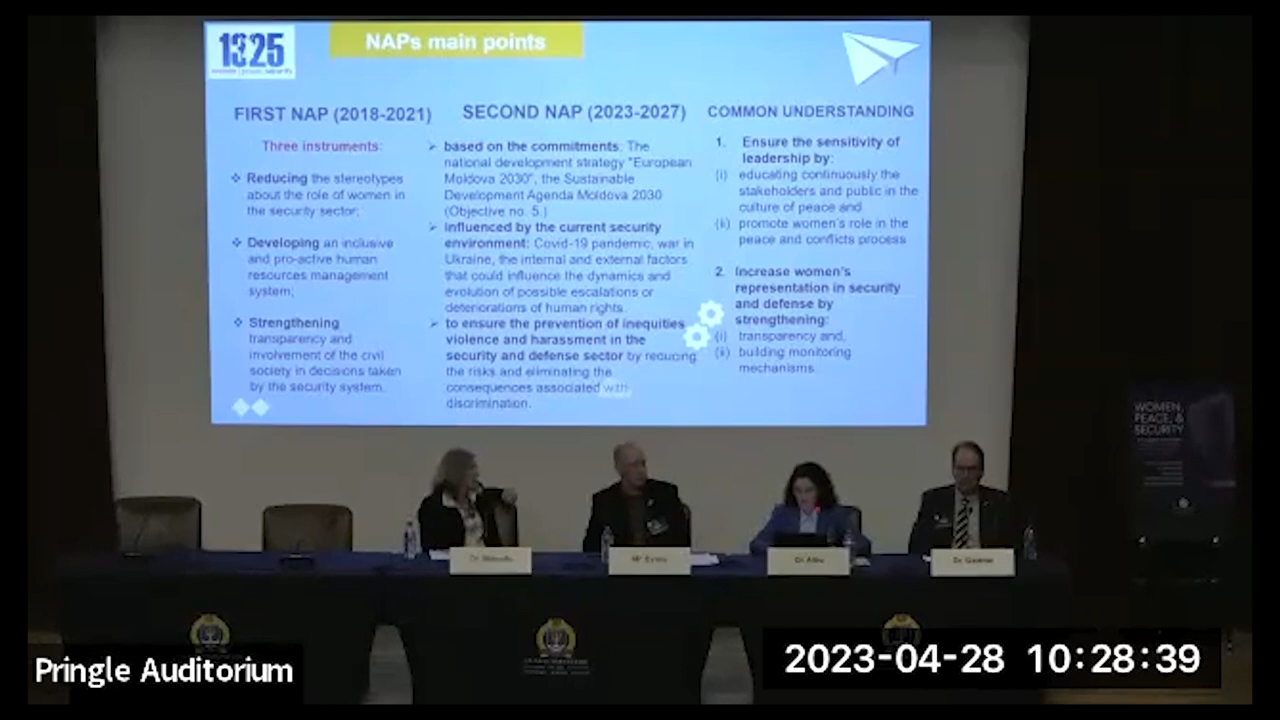 1325
NAPs main points
FIRST NAP (2018-2021)
Three instruments:
Reducing the stereotypes
about the role of women in
the security sector;
Developing an inclusive
and pro-active human
resources management
system;
Strengthening
transparency and
involvement of the civil
society in decisions taken
by the security system.
SECOND NAP (2023-2027)
based on the commitments: The
national development strategy "European
Moldova 2030", the Sustainable
Development Agenda Moldova 2030
(Objective no. 5.)
influenced by the current security
environment: Covid-19 pandemic, war in
Ukraine, the internal and external factors
that could influence the dynamics and
evolution of possible escalations or
deteriorations of human rights.
to ensure the prevention of inequities
violence and harassment in the
security and defense sector by reducing
the risks and eliminating the
consequences associated with
discrimination.
COMMON UNDERSTANDING
1. Ensure the sensitivity of
leadership by:
(i) educating continuously the
stakeholders and public in the
culture of peace and
(ii) promote women's role in the
peace and conflicts process
2. Increase women's
representation in security
and defense by
strengthening:
(i) transparency and,
(ii) building monitoring
mechanisms.
WOMEN,
PEACE, &
SECURITY
Dr.
Mr.
Dr. Albu
Dr.
Pringle Auditorium
2023-04-28 10:28:39